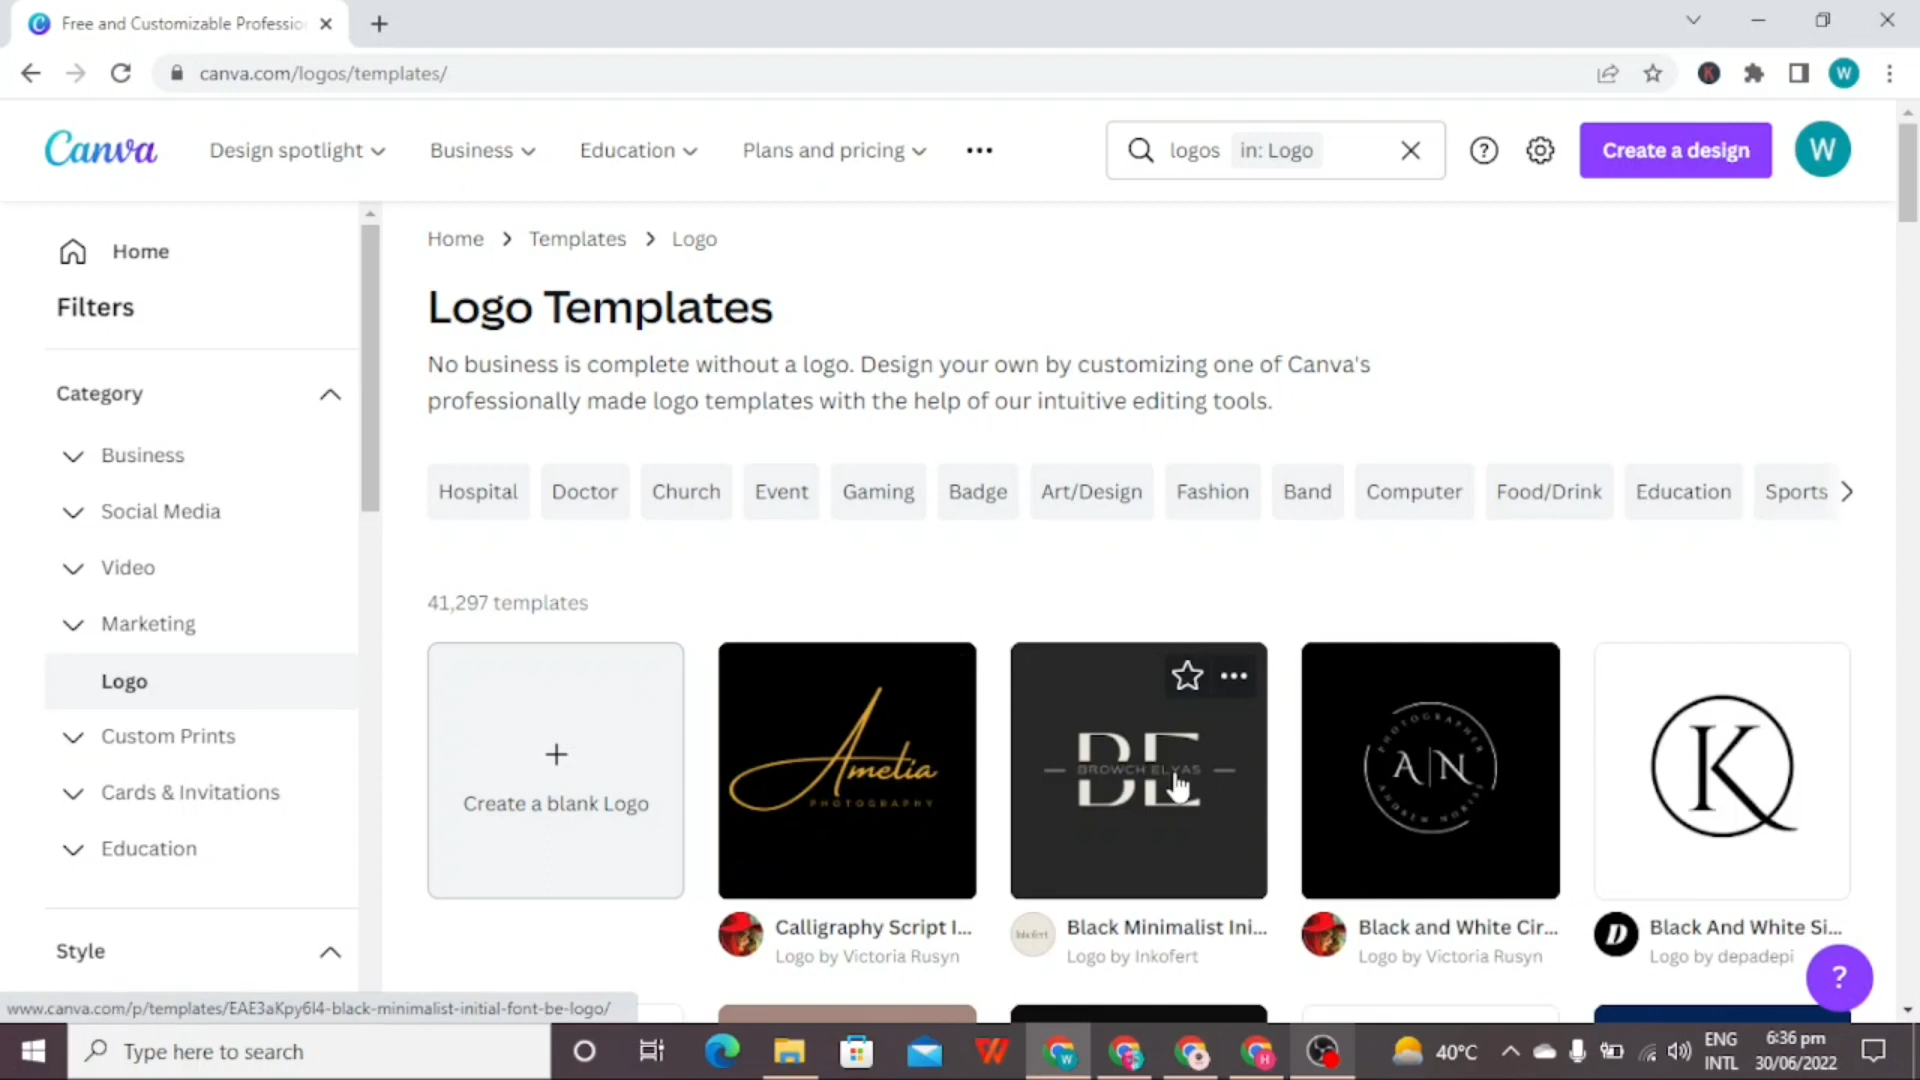 Free and Customizable Professio
canva.com/logos/templates/
W
Canva
Design spotlight
Business
Education
Plans and pricing
logos in: Logo
Create a design
W
Home
Filters
Category
Business
Social Media
Video
Marketing
Logo
Custom Prints
Cards & Invitations
Education
Style
Home > Templates > Logo
Logo Templates
No business is complete without a logo. Design your own by customizing one of Canva's
professionally made logo templates with the help of our intuitive editing tools.
Hospital Doctor Church Event Gaming Badge Art/Design Fashion Band Computer Food/Drink Education Sports
41,297 templates
Create a blank Logo
Amelia
PHOTOGRAPHY
BE
BROWCH ELYAS
PHOTOGRAPHER
A|N
K
Calligraphy Script I...
Logo by Victoria Rusyn
Inkofert
Black Minimalist Ini...
Logo by Inkofert
Black and White Cir...
Logo by Victoria Rusyn
D
Black And White Si...
Logo by depadepi
?
www.canva.com/p/templates/EAE3aKpy6l4-black-minimalist-initial-font-be-logo/
Type here to search
40°C
ENG
INTL
6:36 pm
30/06/2022